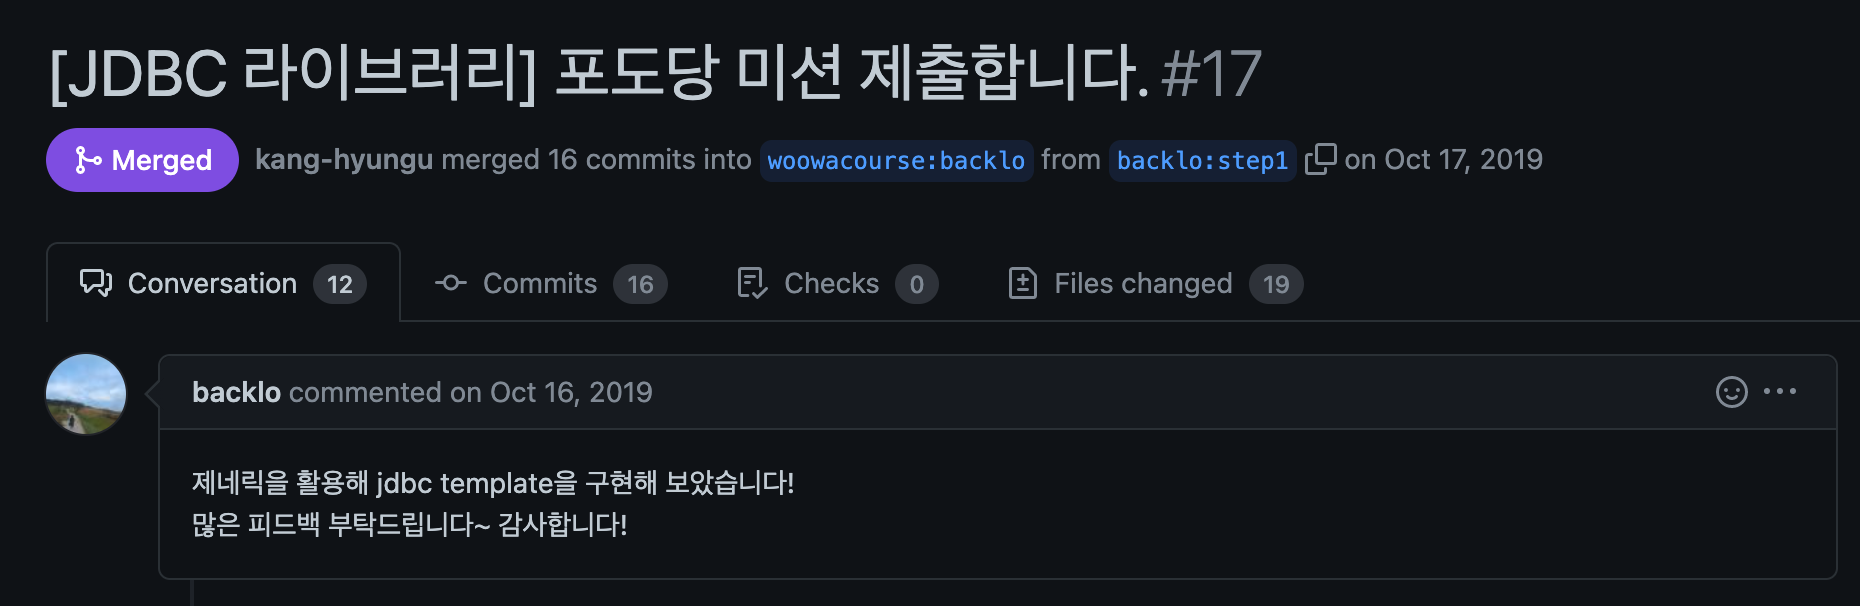 [JDBC 라이브러리] 포도당 미션 제출합니다. #17
Merged kang-hyungu merged 16 commits into woowacourse:backlo from backlo:step1 on Oct 17, 2019
Conversation 12 Commits 16 Checks 0 Files changed 19
backlo commented on Oct 16, 2019
제네릭을 활용해 jdbc template을 구현해 보았습니다!
많은 피드백 부탁드립니다~ 감사합니다!